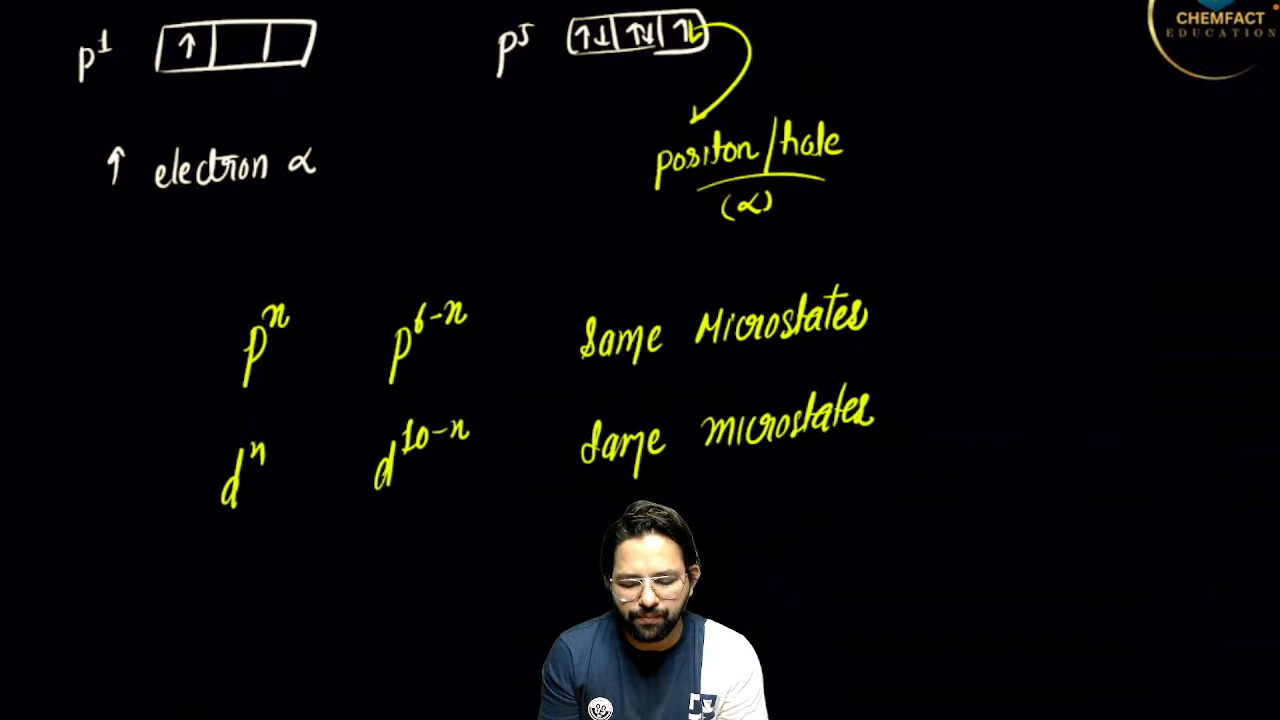 CHEMFACT
EDUCATION
p¹ ↑ p⁵ ↑↓ ↑↓ ↑
↑ electron α
positon/hole
(α)
pⁿ p⁶⁻ⁿ Same Microstates
dⁿ d¹⁰⁻ⁿ Same microstates